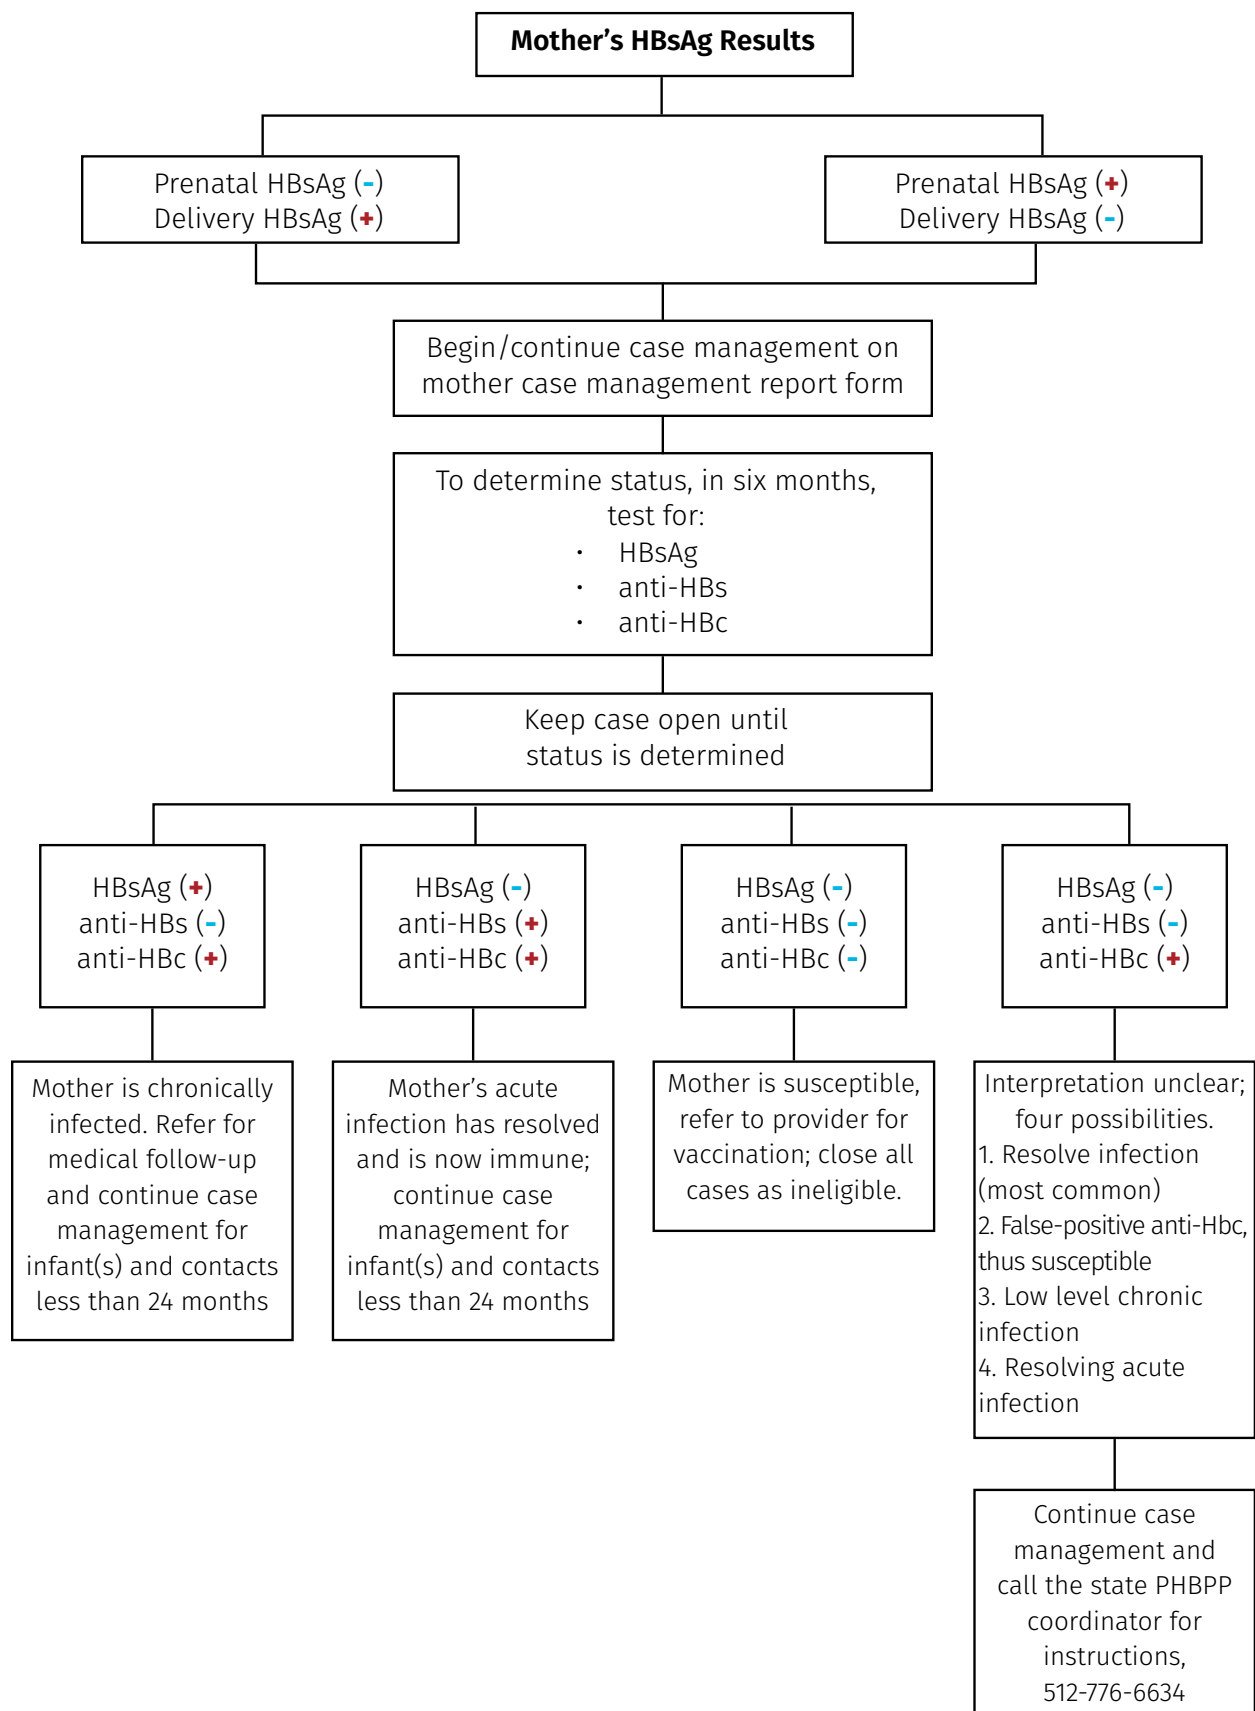 Mother’s HBsAg Results
Prenatal HBsAg (-)
Delivery HBsAg (+)
Prenatal HBsAg (+)
Delivery HBsAg (-)
Begin/continue case management on
mother case management report form
To determine status, in six months,
test for:
· HBsAg
· anti-HBs
· anti-HBc
Keep case open until
status is determined
HBsAg (+)
anti-HBs (-)
anti-HBc (+)
HBsAg (-)
anti-HBs (+)
anti-HBc (+)
HBsAg (-)
anti-HBs (-)
anti-HBc (-)
HBsAg (-)
anti-HBs (-)
anti-HBc (+)
Mother is chronically
infected. Refer for
medical follow-up
and continue case
management for
infant(s) and contacts
less than 24 months
Mother’s acute
infection has resolved
and is now immune;
continue case
management for
infant(s) and contacts
less than 24 months
Mother is susceptible,
refer to provider for
vaccination; close all
cases as ineligible.
Interpretation unclear;
four possibilities.
1. Resolve infection
(most common)
2. False-positive anti-Hbc,
thus susceptible
3. Low level chronic
infection
4. Resolving acute
infection
Continue case
management and
call the state PHBPP
coordinator for
instructions,
512-776-6634